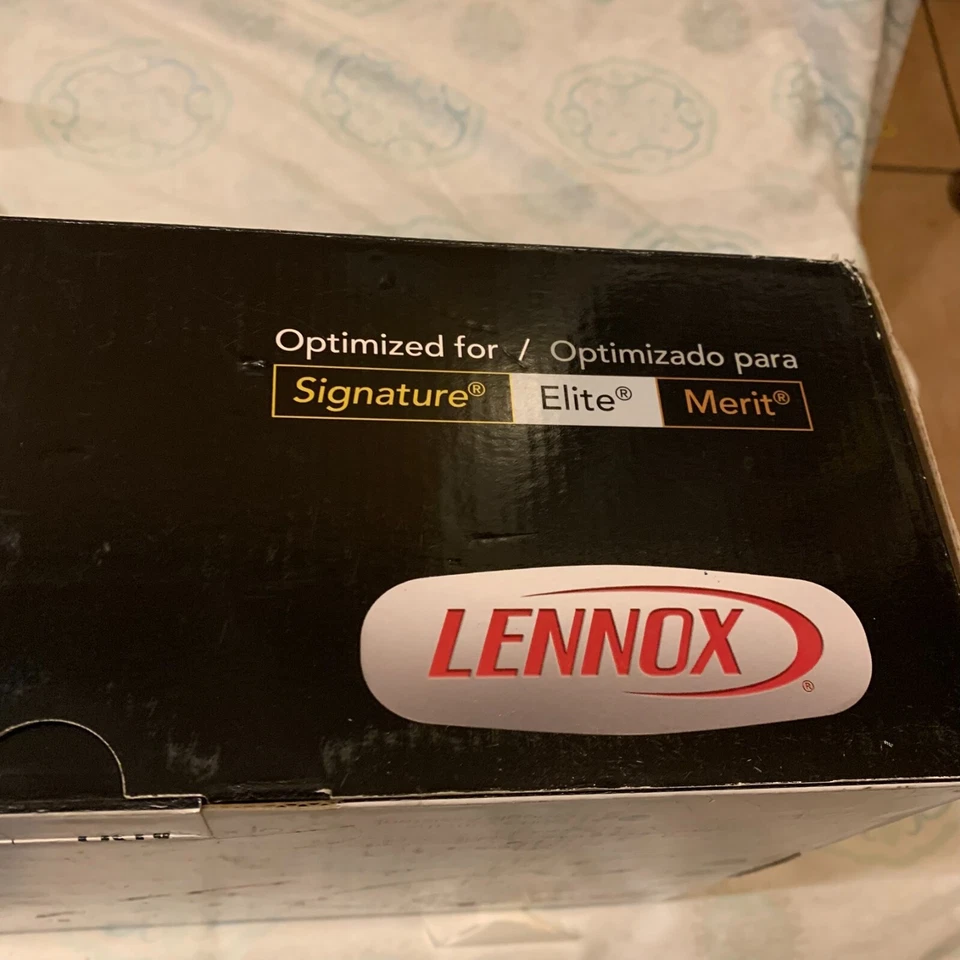 Optimized for / Optimizado para
Signature® Elite® Merit®
LENNOX®